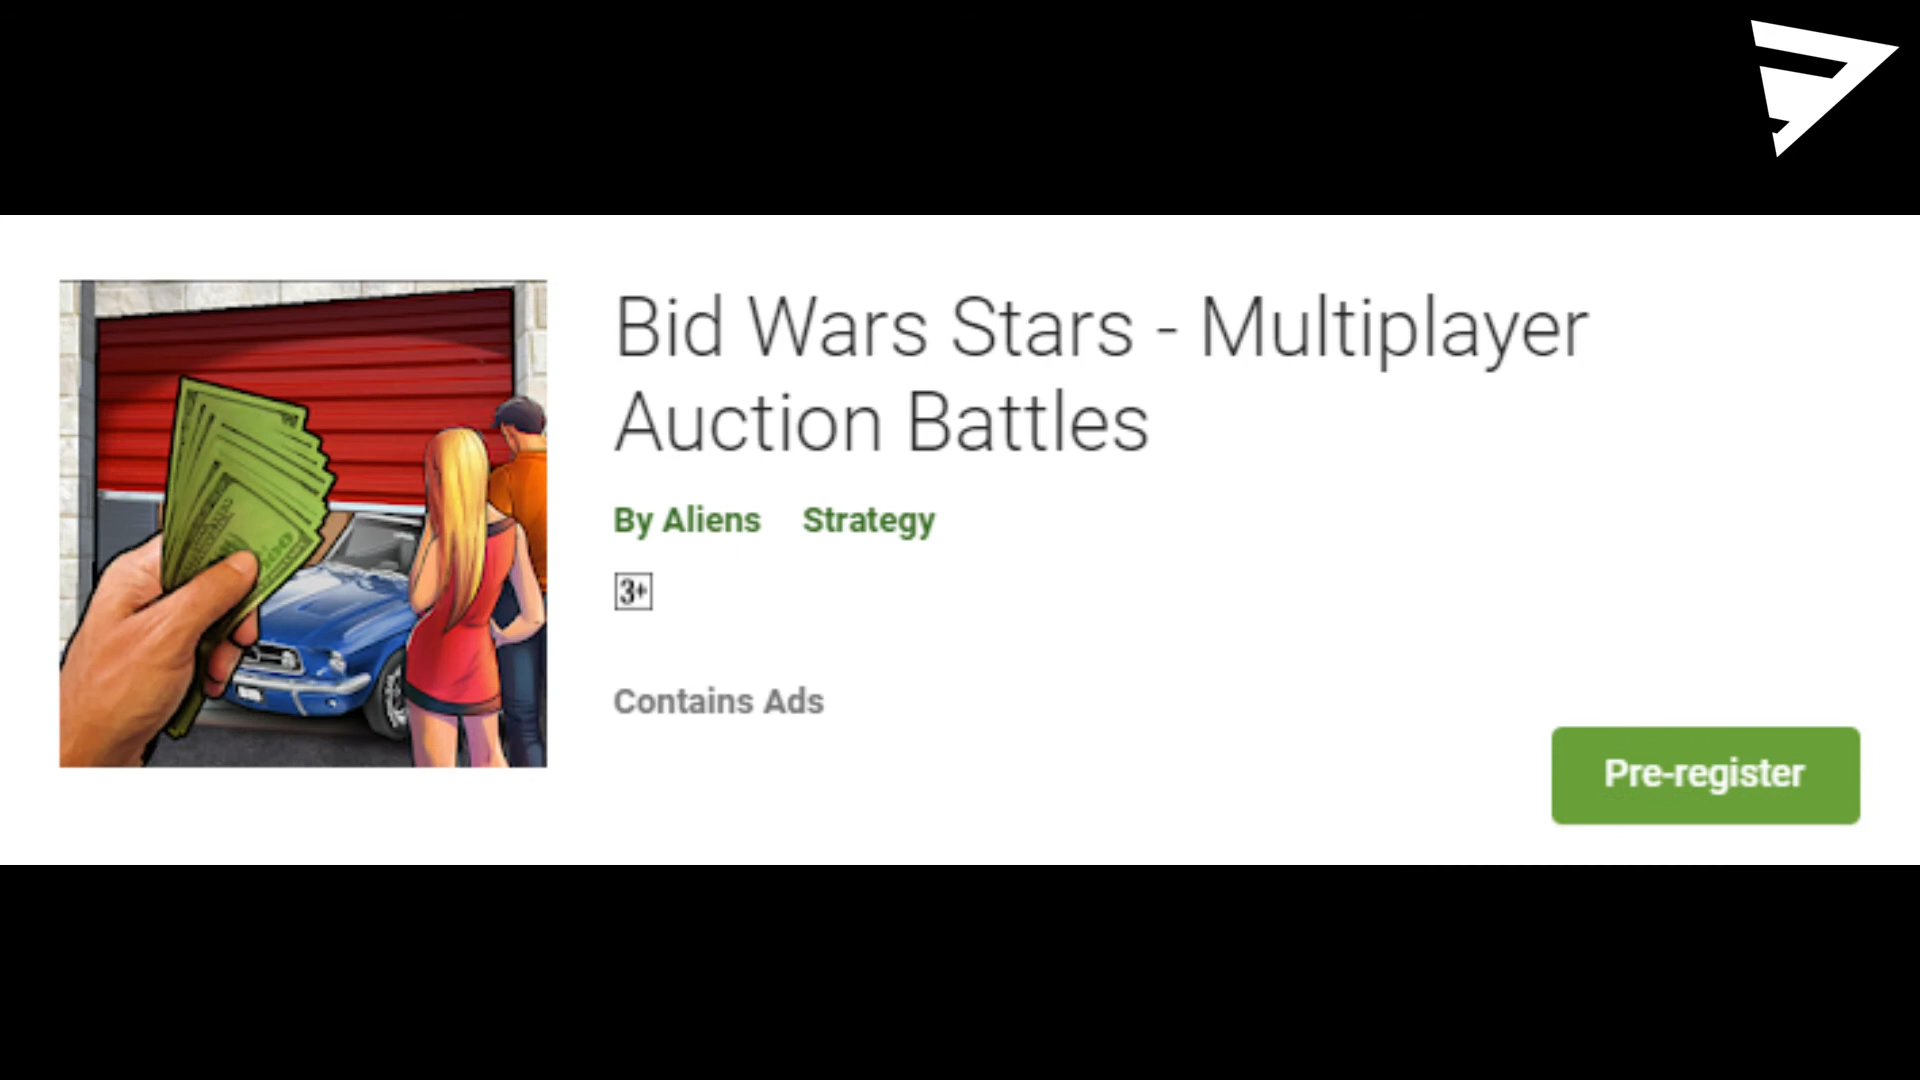 Bid Wars Stars - Multiplayer
Auction Battles
By Aliens Strategy
3+
Contains Ads
Pre-register